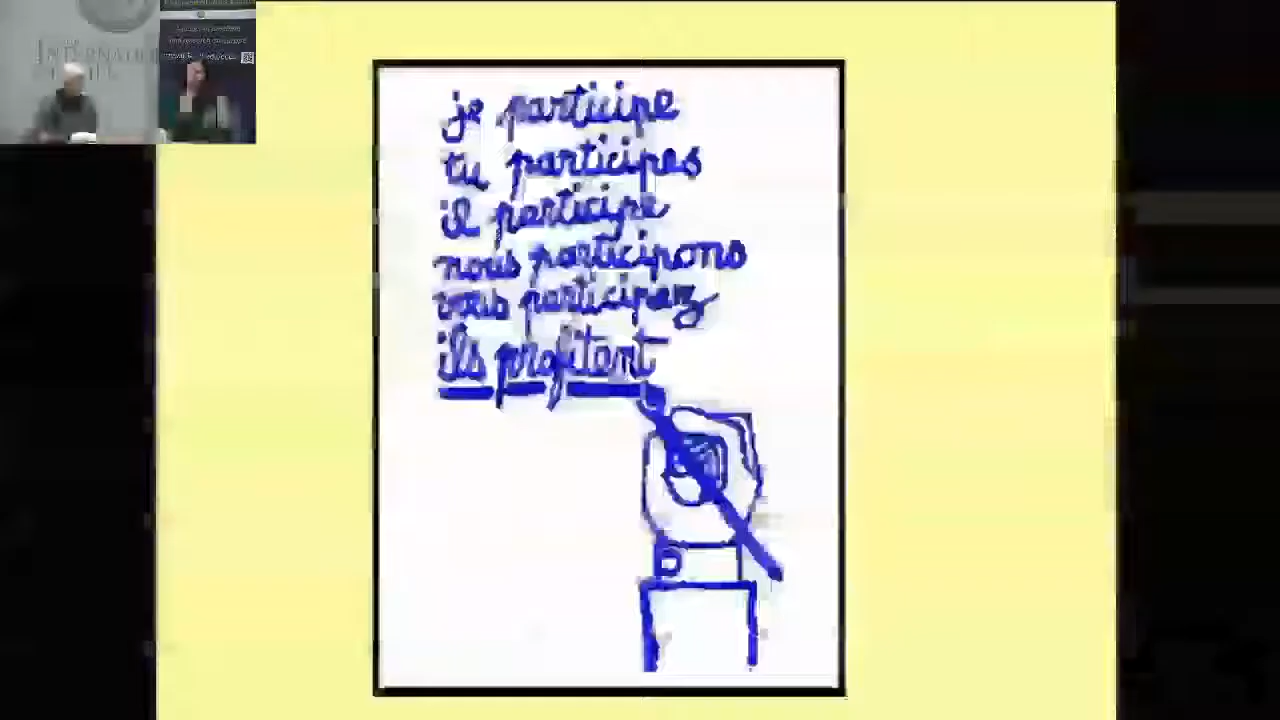 je participe
tu participes
il participe
nous participons
vous participez
ils profitent